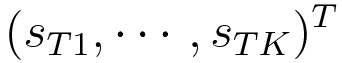 (s_{T1}, ⋯ , s_{TK})^T